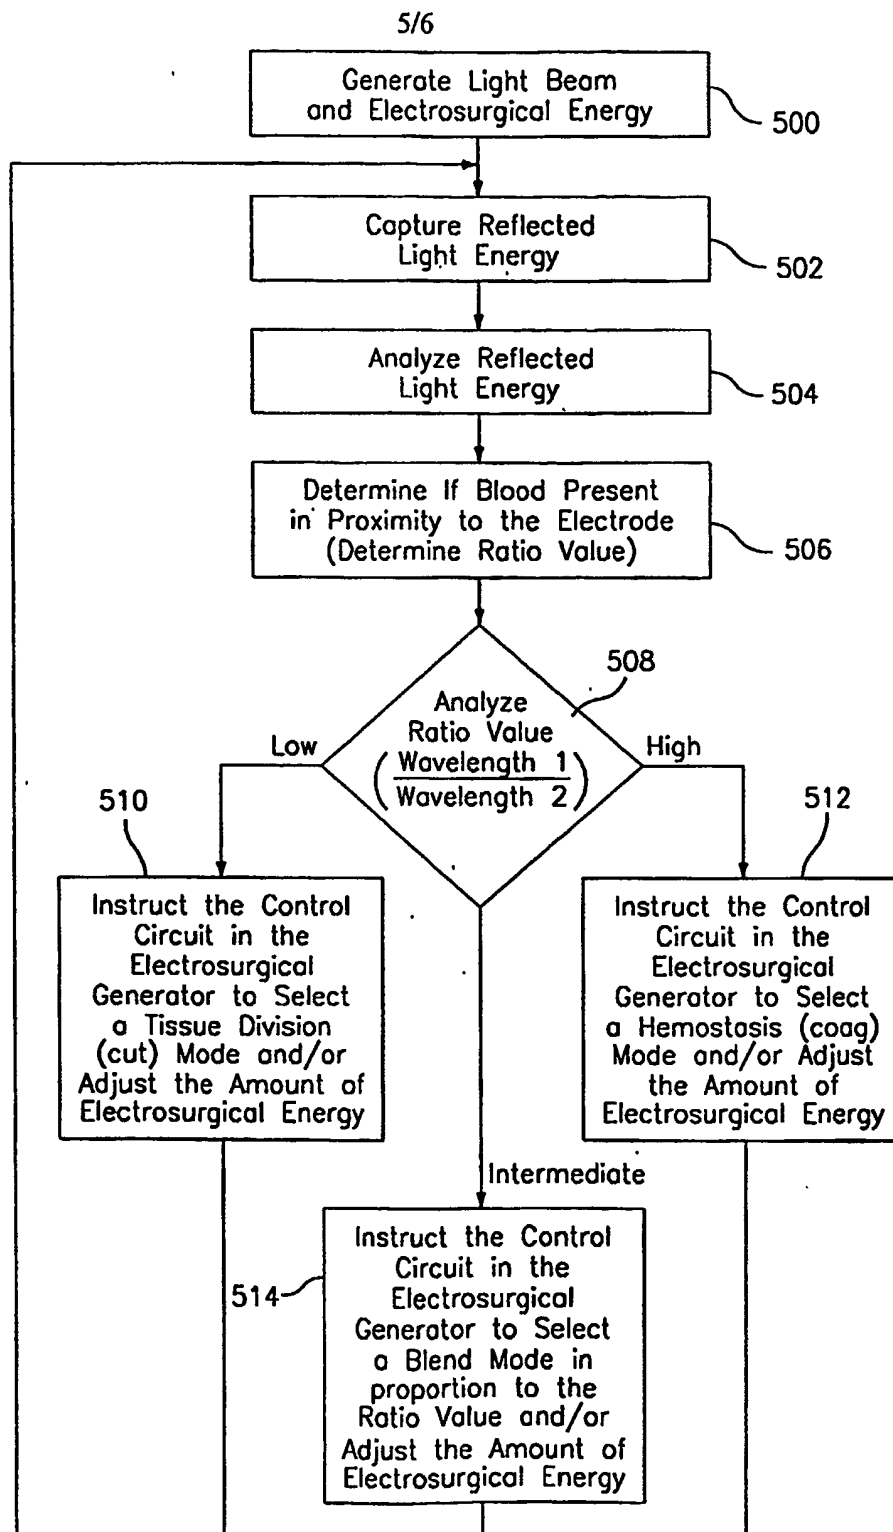 5/6
Generate Light Beam
and Electrosurgical Energy
500
Capture Reflected
Light Energy
502
Analyze Reflected
Light Energy
504
Determine If Blood Present
in Proximity to the Electrode
(Determine Ratio Value)
506
508
Analyze
Ratio Value
(Wavelength 1
Wavelength 2)
Low
High
510
512
Instruct the Control
Circuit in the
Electrosurgical
Generator to Select
a Tissue Division
(cut) Mode and/or
Adjust the Amount of
Electrosurgical Energy
Instruct the Control
Circuit in the
Electrosurgical
Generator to Select
a Hemostasis (coag)
Mode and/or Adjust
the Amount of
Electrosurgical Energy
Intermediate
514
Instruct the Control
Circuit in the
Electrosurgical
Generator to Select
a Blend Mode in
proportion to the
Ratio Value and/or
Adjust the Amount of
Electrosurgical Energy